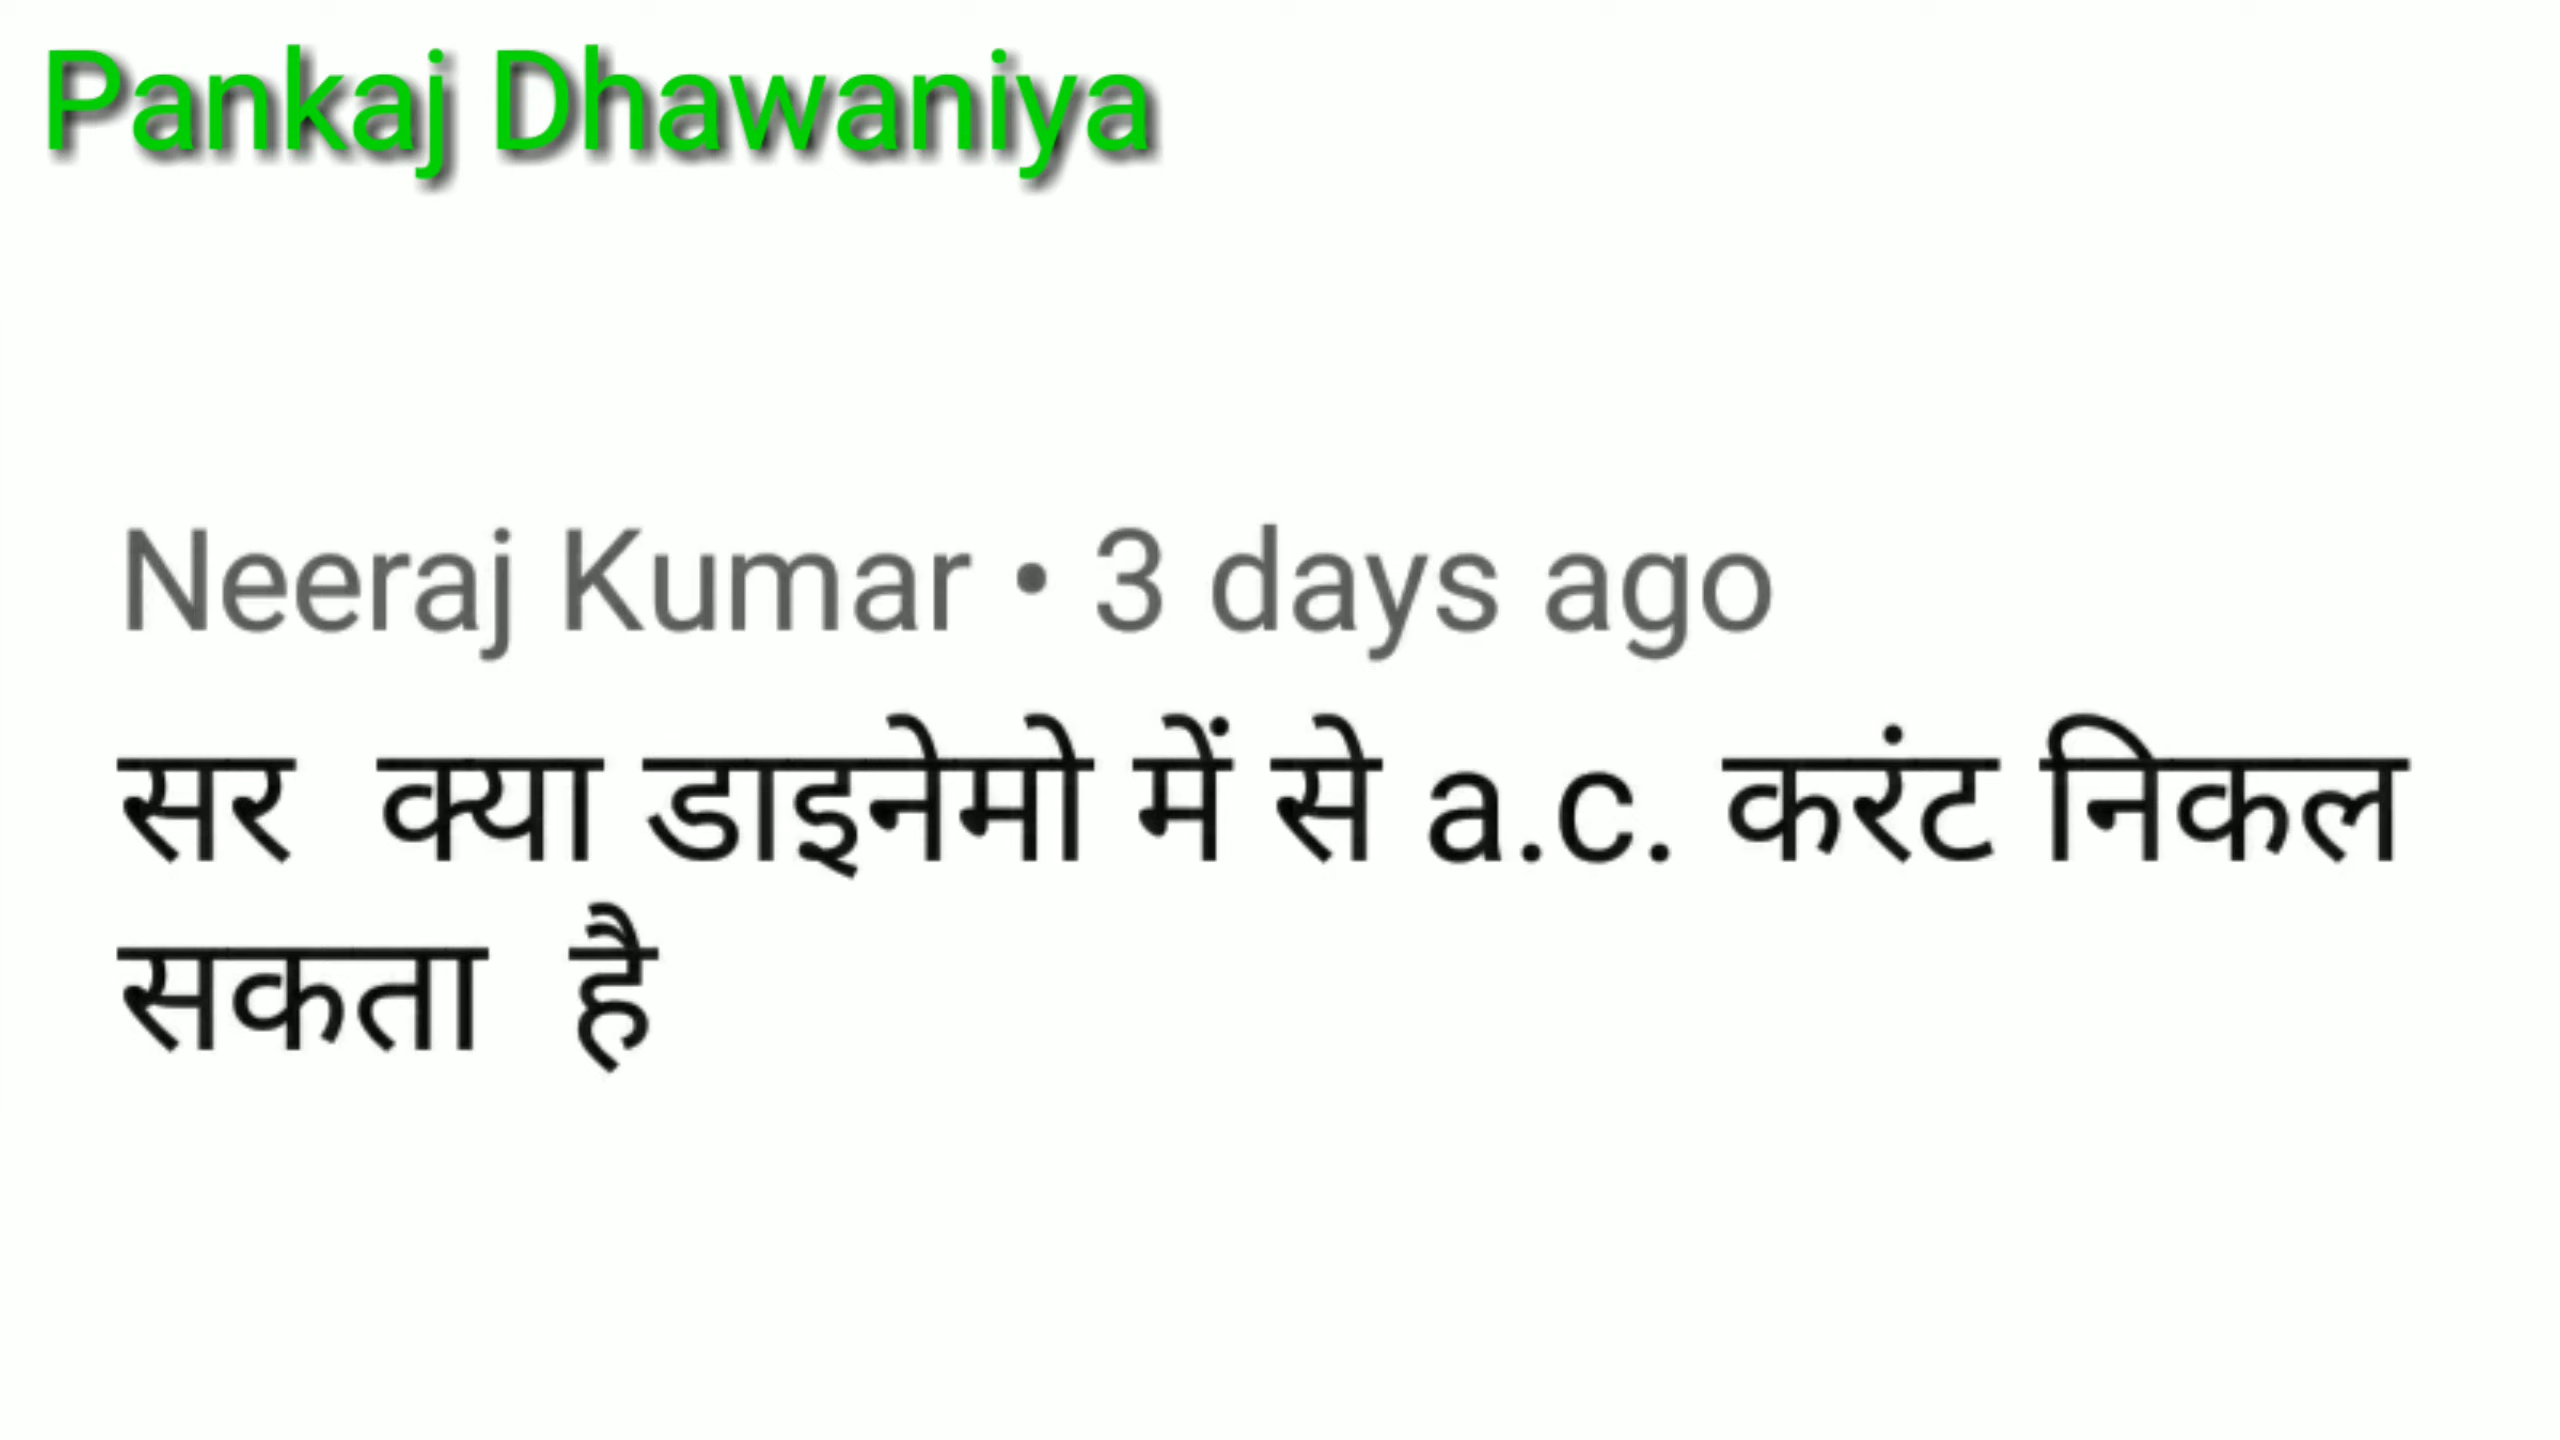 Pankaj Dhawaniya
Neeraj Kumar • 3 days ago
सर  क्या डाइनेमो में से a.c. करंट निकल
सकता  है